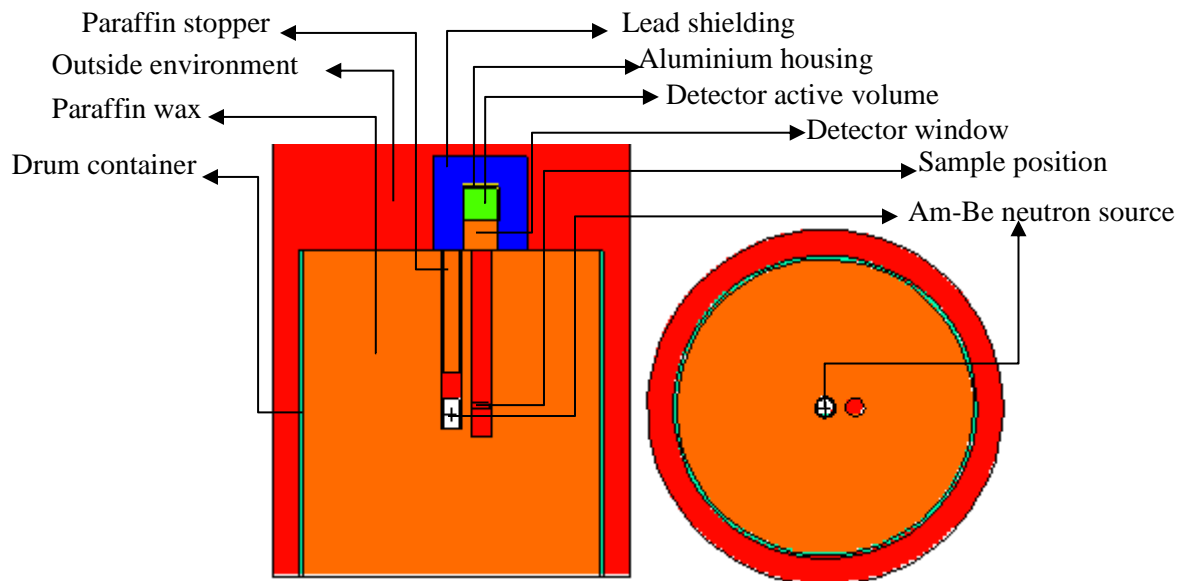 Paraffin stopper
Outside environment
Paraffin wax
Drum container
Lead shielding
Aluminium housing
Detector active volume
Detector window
Sample position
Am-Be neutron source